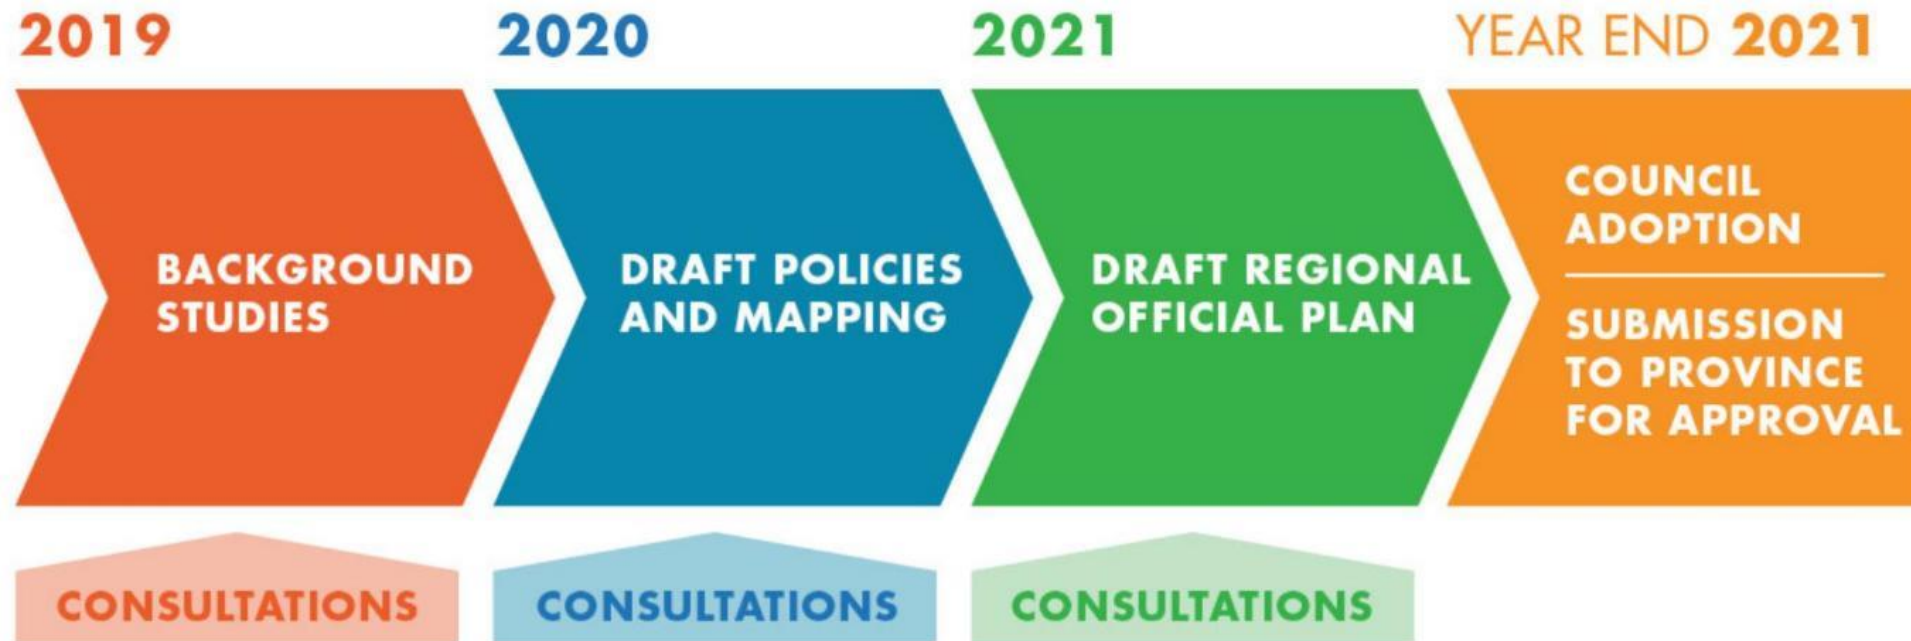 2019
BACKGROUND
STUDIES
CONSULTATIONS
2020
DRAFT POLICIES
AND MAPPING
CONSULTATIONS
2021
DRAFT REGIONAL
OFFICIAL PLAN
CONSULTATIONS
YEAR END 2021
COUNCIL
ADOPTION
SUBMISSION
TO PROVINCE
FOR APPROVAL